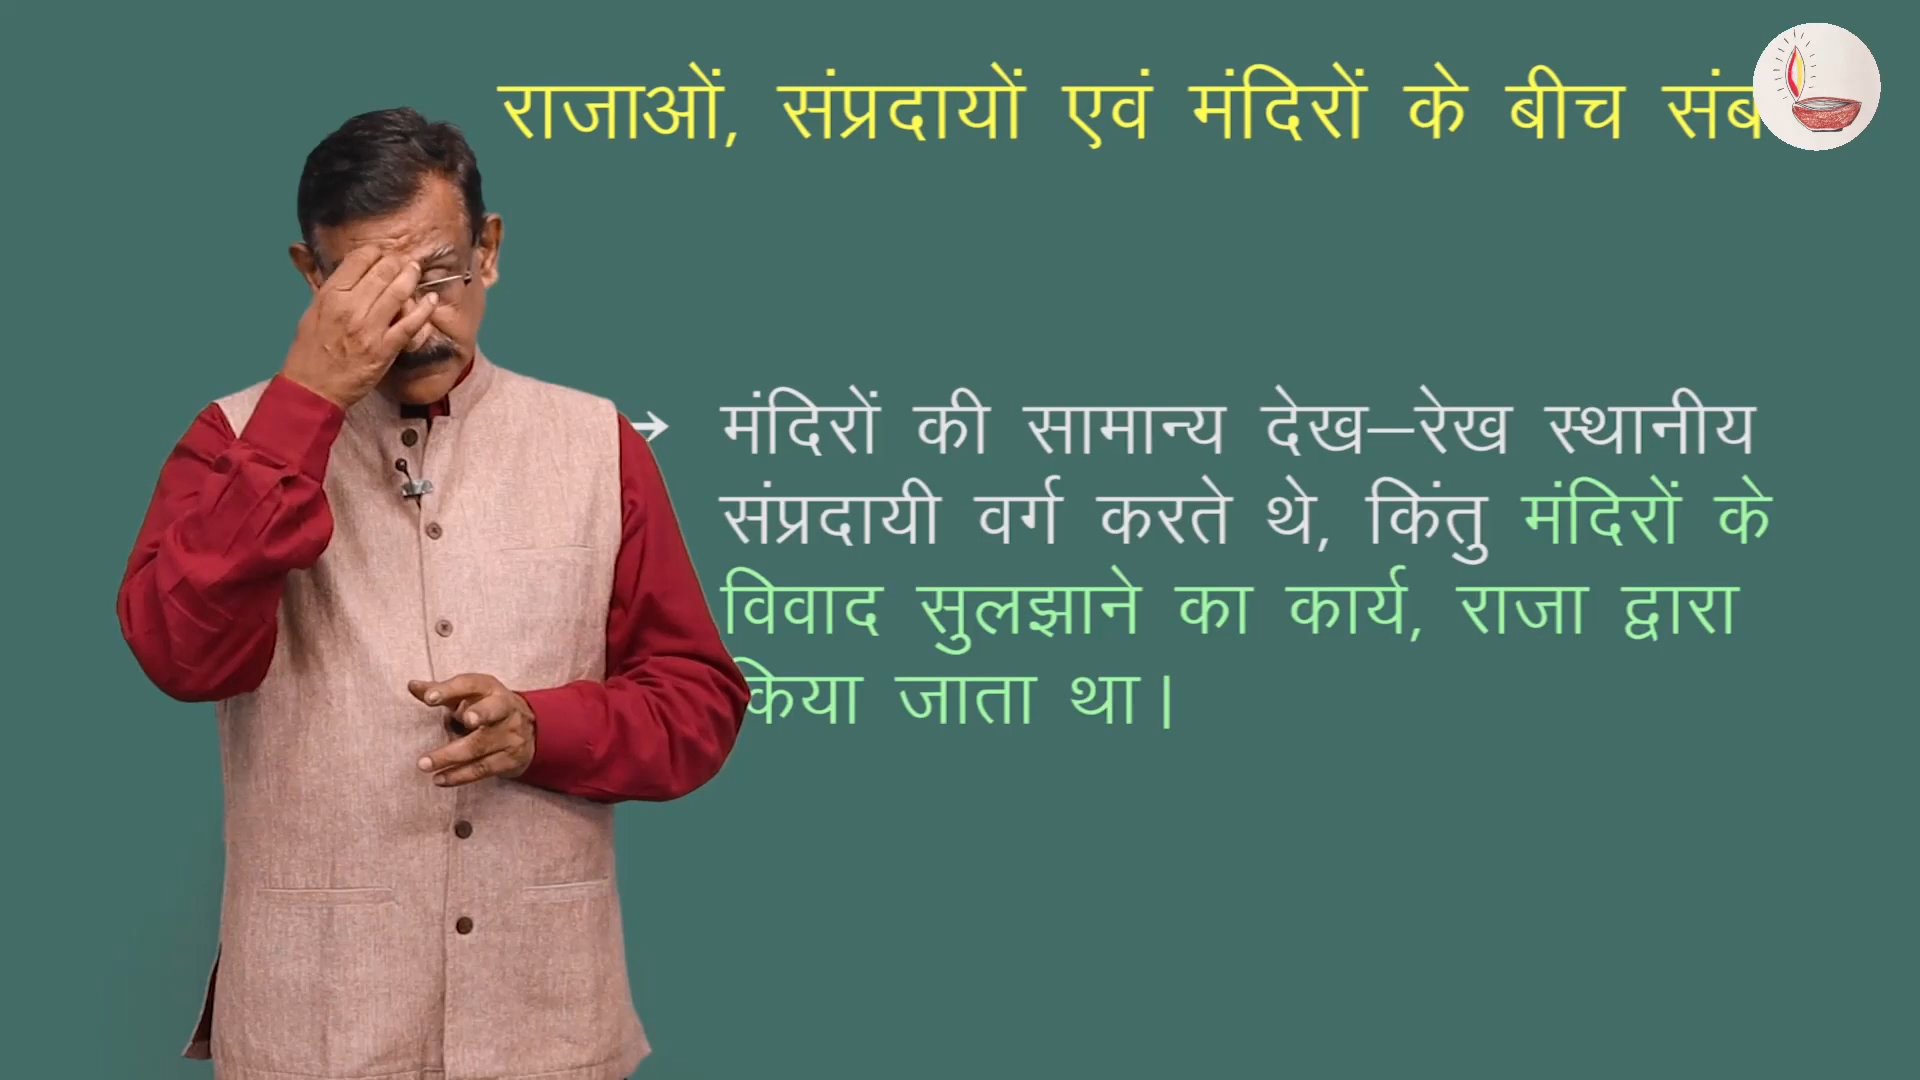 राजाओं, संप्रदायों एवं मंदिरों के बीच
→ मंदिरों की सामान्य देख–रेख स्थानीय
संप्रदायी वर्ग करते थे, किंतु मंदिरों के
विवाद सुलझाने का कार्य, राजा द्वारा
किया जाता था।